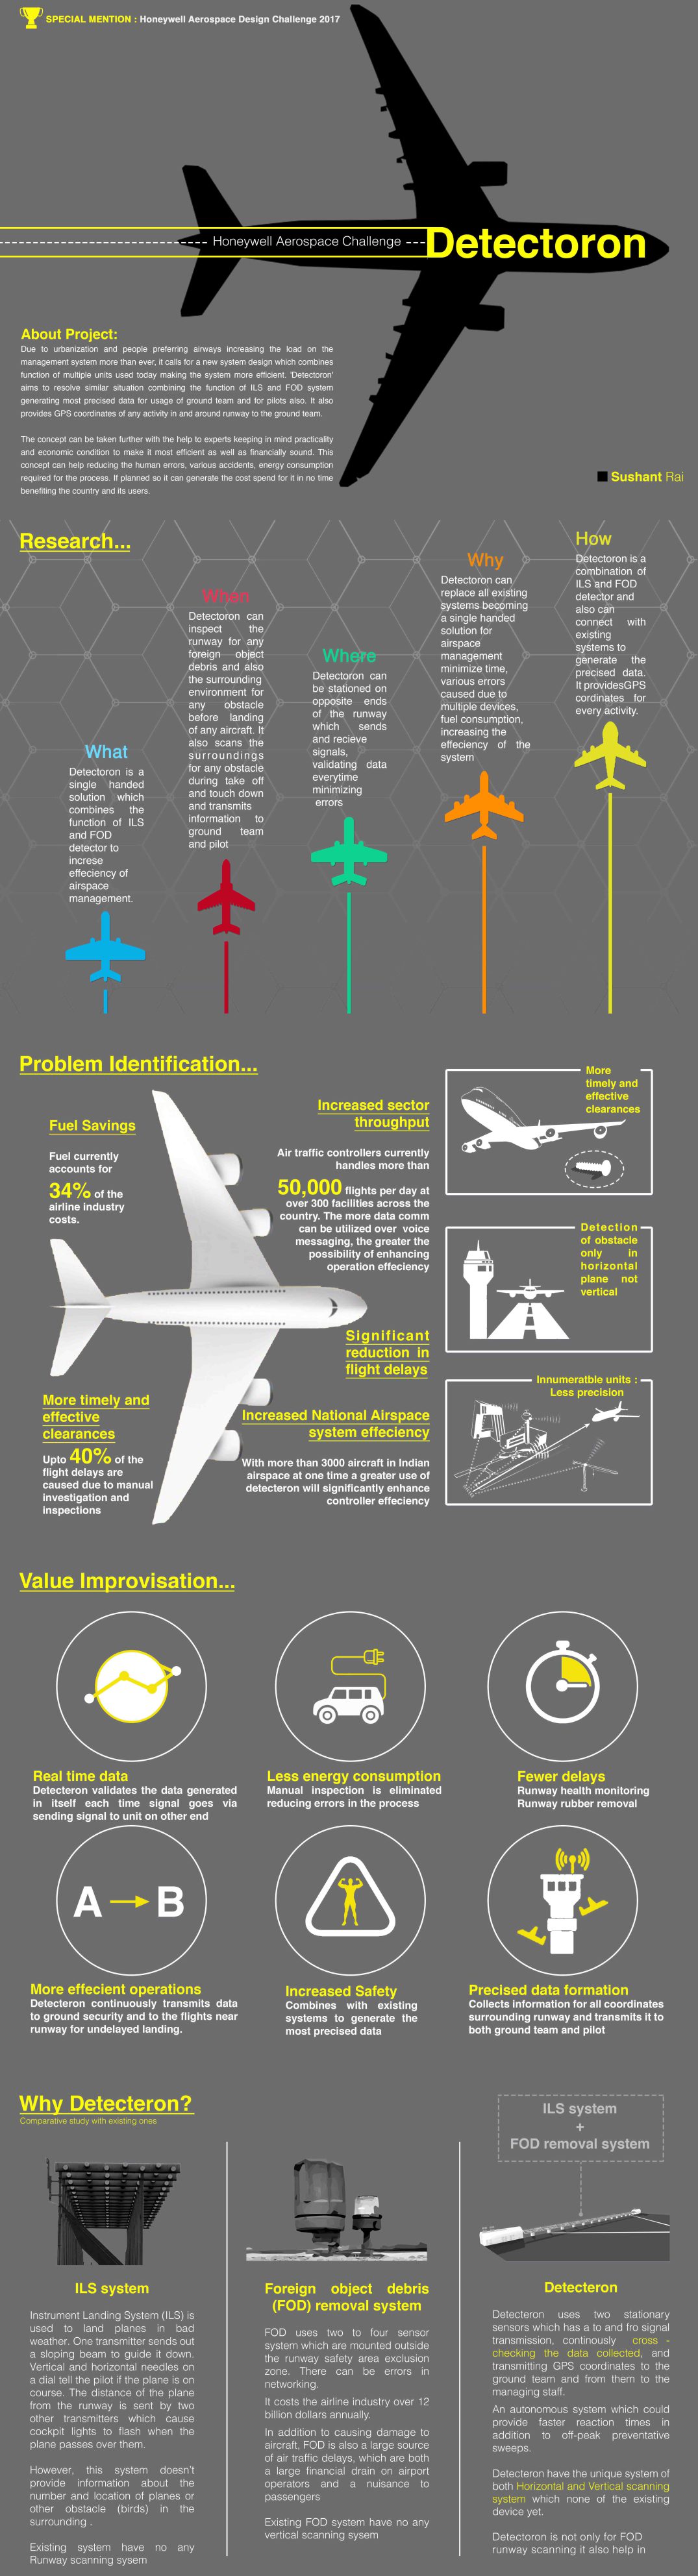 SPECIAL MENTION : Honeywell Aerospace Design Challenge 2017
Honeywell Aerospace Challenge
Detectoron
About Project:
Due to urbanization and people preferring airways increasing the load on the
management system more than ever, it calls for a new system design which combines
function of multiple units used today making the system more efficient. 'Detectoron'
aims to resolve similar situation combining the function of ILS and FOD system
generating most precised data for usage of ground team and for pilots also. It also
provides GPS coordinates of any activity in and around runway to the ground team.
The concept can be taken further with the help to experts keeping in mind practicality
and economic condition to make it most efficient as well as financially sound. This
concept can help reducing the human errors, various accidents, energy consumption
required for the process. If planned so it can generate the cost spend for it in no time
benefiting the country and its users.
Sushant Rai
Research...
What
Detectoron is a
single handed
solution which
combines the
function of ILS
and FOD
detector to
increse
effeciency of
airspace
management.
When
Detectoron can
inspect the
runway for any
foreign object
debris and also
the surrounding
environment for
any obstacle
before landing
of any aircraft. It
also scans the
surroundings
for any obstacle
during take off
and touch down
and transmits
information to
ground team
and pilot
Where
Detectoron can
be stationed on
opposite ends
of the runway
which sends
and recieve
signals,
validating data
everytime
minimizing
errors
Why
Detectoron can
replace all existing
systems becoming
a single handed
solution for
airspace
management
minimize time,
various errors
caused due to
multiple devices,
fuel consumption,
increasing the
effeciency of the
system
How
Detectoron is a
combination of
ILS and FOD
detector and
also can
connect with
existing
systems to
generate the
precised data.
It providesGPS
cordinates for
every activity.
Problem Identification...
Fuel Savings
Fuel currently
accounts for
34% of the
airline industry
costs.
Increased sector
throughput
Air traffic controllers currently
handles more than
50,000 flights per day at
over 300 facilities across the
country. The more data comm
can be utilized over voice
messaging, the greater the
possibility of enhancing
operation effeciency
Significant
reduction in
flight delays
More timely and
effective
clearances
Upto 40% of the
flight delays are
caused due to manual
investigation and
inspections
Increased National Airspace
system effeciency
With more than 3000 aircraft in Indian
airspace at one time a greater use of
detecteron will significantly enhance
controller effeciency
More
timely and
effective
clearances
Detection
of obstacle
only in
horizontal
plane not
vertical
Innumeratble units :
Less precision
Value Improvisation...
Real time data
Detecteron validates the data generated
in itself each time signal goes via
sending signal to unit on other end
Less energy consumption
Manual inspection is eliminated
reducing errors in the process
Fewer delays
Runway health monitoring
Runway rubber removal
A B
More effecient operations
Detecteron continuously transmits data
to ground security and to the flights near
runway for undelayed landing.
Increased Safety
Combines with existing
systems to generate the
most precised data
Precised data formation
Collects information for all coordinates
surrounding runway and transmits it to
both ground team and pilot
Why Detecteron?
Comparative study with existing ones
ILS system
Instrument Landing System (ILS) is
used to land planes in bad
weather. One transmitter sends out
a sloping beam to guide it down.
Vertical and horizontal needles on
a dial tell the pilot if the plane is on
course. The distance of the plane
from the runway is sent by two
other transmitters which cause
cockpit lights to flash when the
plane passes over them.
However, this system doesn't
provide information about the
number and location of planes or
other obstacle (birds) in the
surrounding .
Existing system have no any
Runway scanning sysem
Foreign object debris
(FOD) removal system
FOD uses two to four sensor
system which are mounted outside
the runway safety area exclusion
zone. There can be errors in
networking.
It costs the airline industry over 12
billion dollars annually.
In addition to causing damage to
aircraft, FOD is also a large source
of air traffic delays, which are both
a large financial drain on airport
operators and a nuisance to
passengers
Existing FOD system have no any
vertical scanning sysem
ILS system
+
FOD removal system
Detecteron
Detecteron uses two stationary
sensors which has a to and fro signal
transmission, continously cross -
checking the data collected, and
transmitting GPS coordinates to the
ground team and from them to the
managing staff.
An autonomous system which could
provide faster reaction times in
addition to off-peak preventative
sweeps.
Detecteron have the unique system of
both Horizontal and Vertical scanning
system which none of the existing
device yet.
Detectoron is not only for FOD
runway scanning it also help in